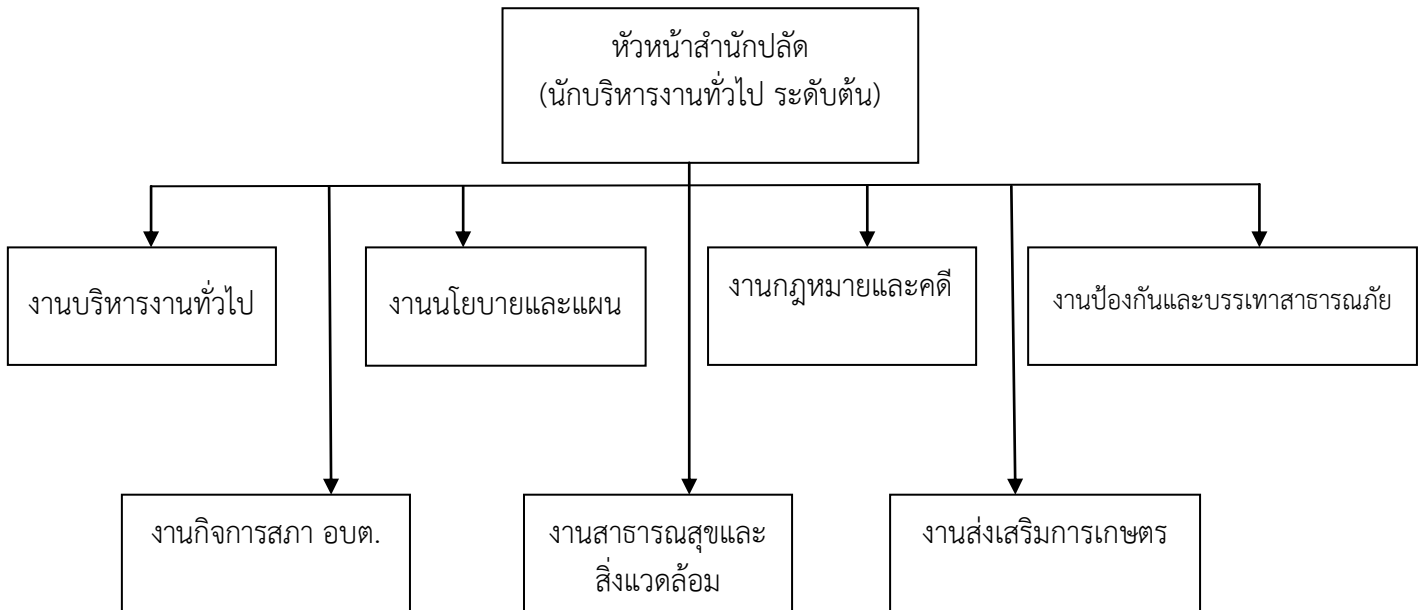 หัวหน้าสำนักปลัด
(นักบริหารงานทั่วไป ระดับต้น)
งานบริหารงานทั่วไป
งานนโยบายและแผน
งานกฎหมายและคดี
งานป้องกันและบรรเทาสาธารณภัย
งานกิจการสภา อบต.
งานสาธารณสุขและ
สิ่งแวดล้อม
งานส่งเสริมการเกษตร